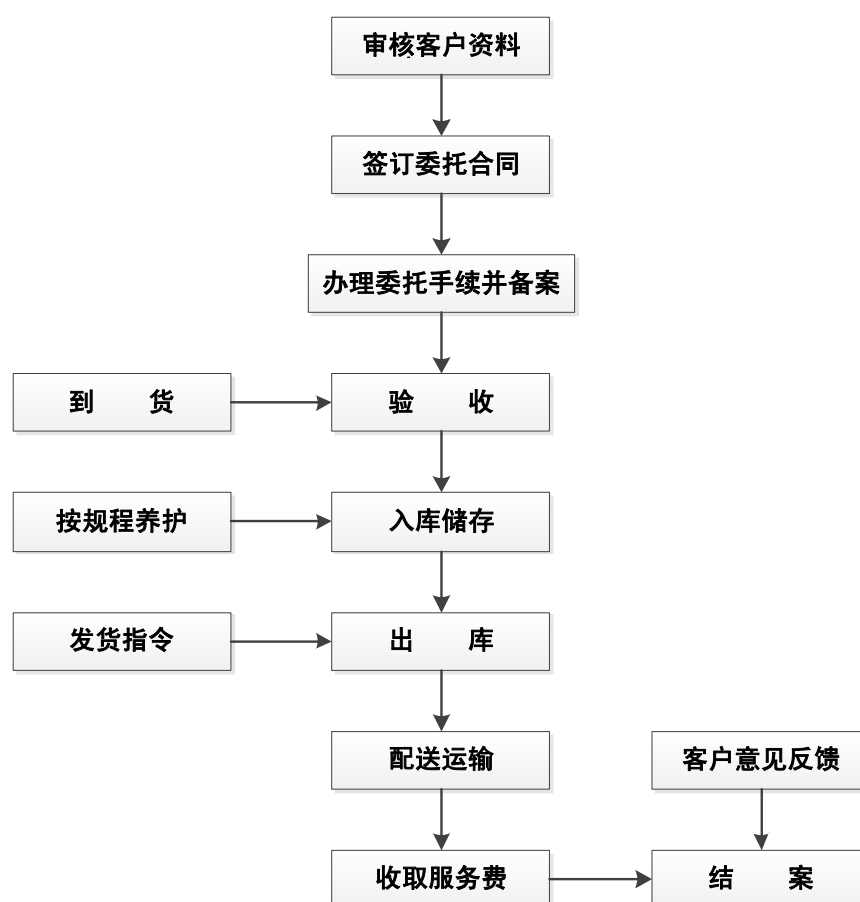 审核客户资料
签订委托合同
办理委托手续并备案
到 货
验 收
按规程养护
入库储存
发货指令
出 库
配送运输
客户意见反馈
收取服务费
结 案